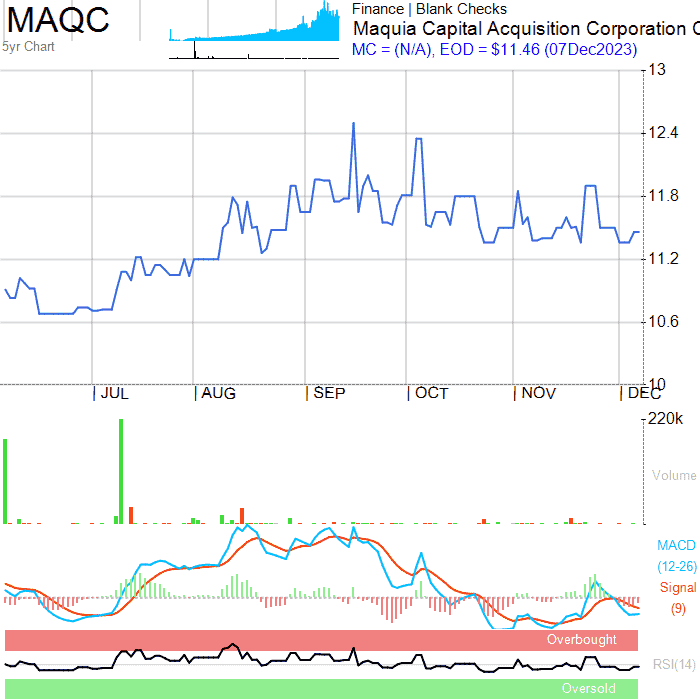 MAQC
5yr Chart
Finance | Blank Checks
Maquia Capital Acquisition Corporation C
MC = (N/A), EOD = $11.46 (07Dec2023)
13
12.4
11.8
11.2
10.6
10
JUL AUG SEP OCT NOV DEC
220k
Volume
MACD
(12-26)
Signal
(9)
Overbought
RSI(14)
Oversold